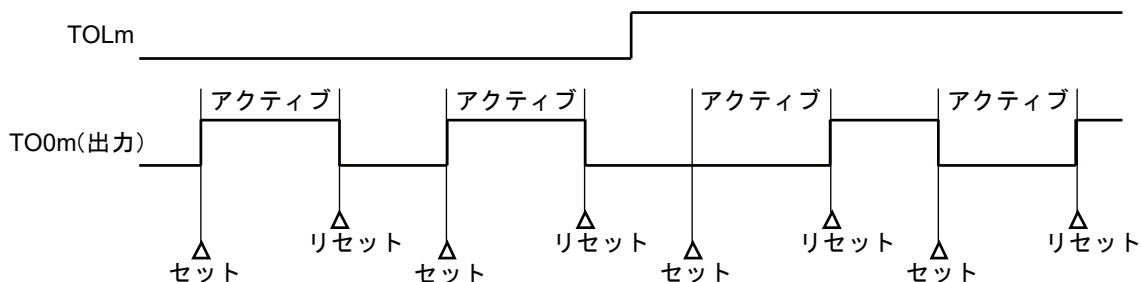 TOLm
アクティブ アクティブ アクティブ アクティブ
TO0m(出力)
リセット リセット リセット リセット
セット セット セット セット